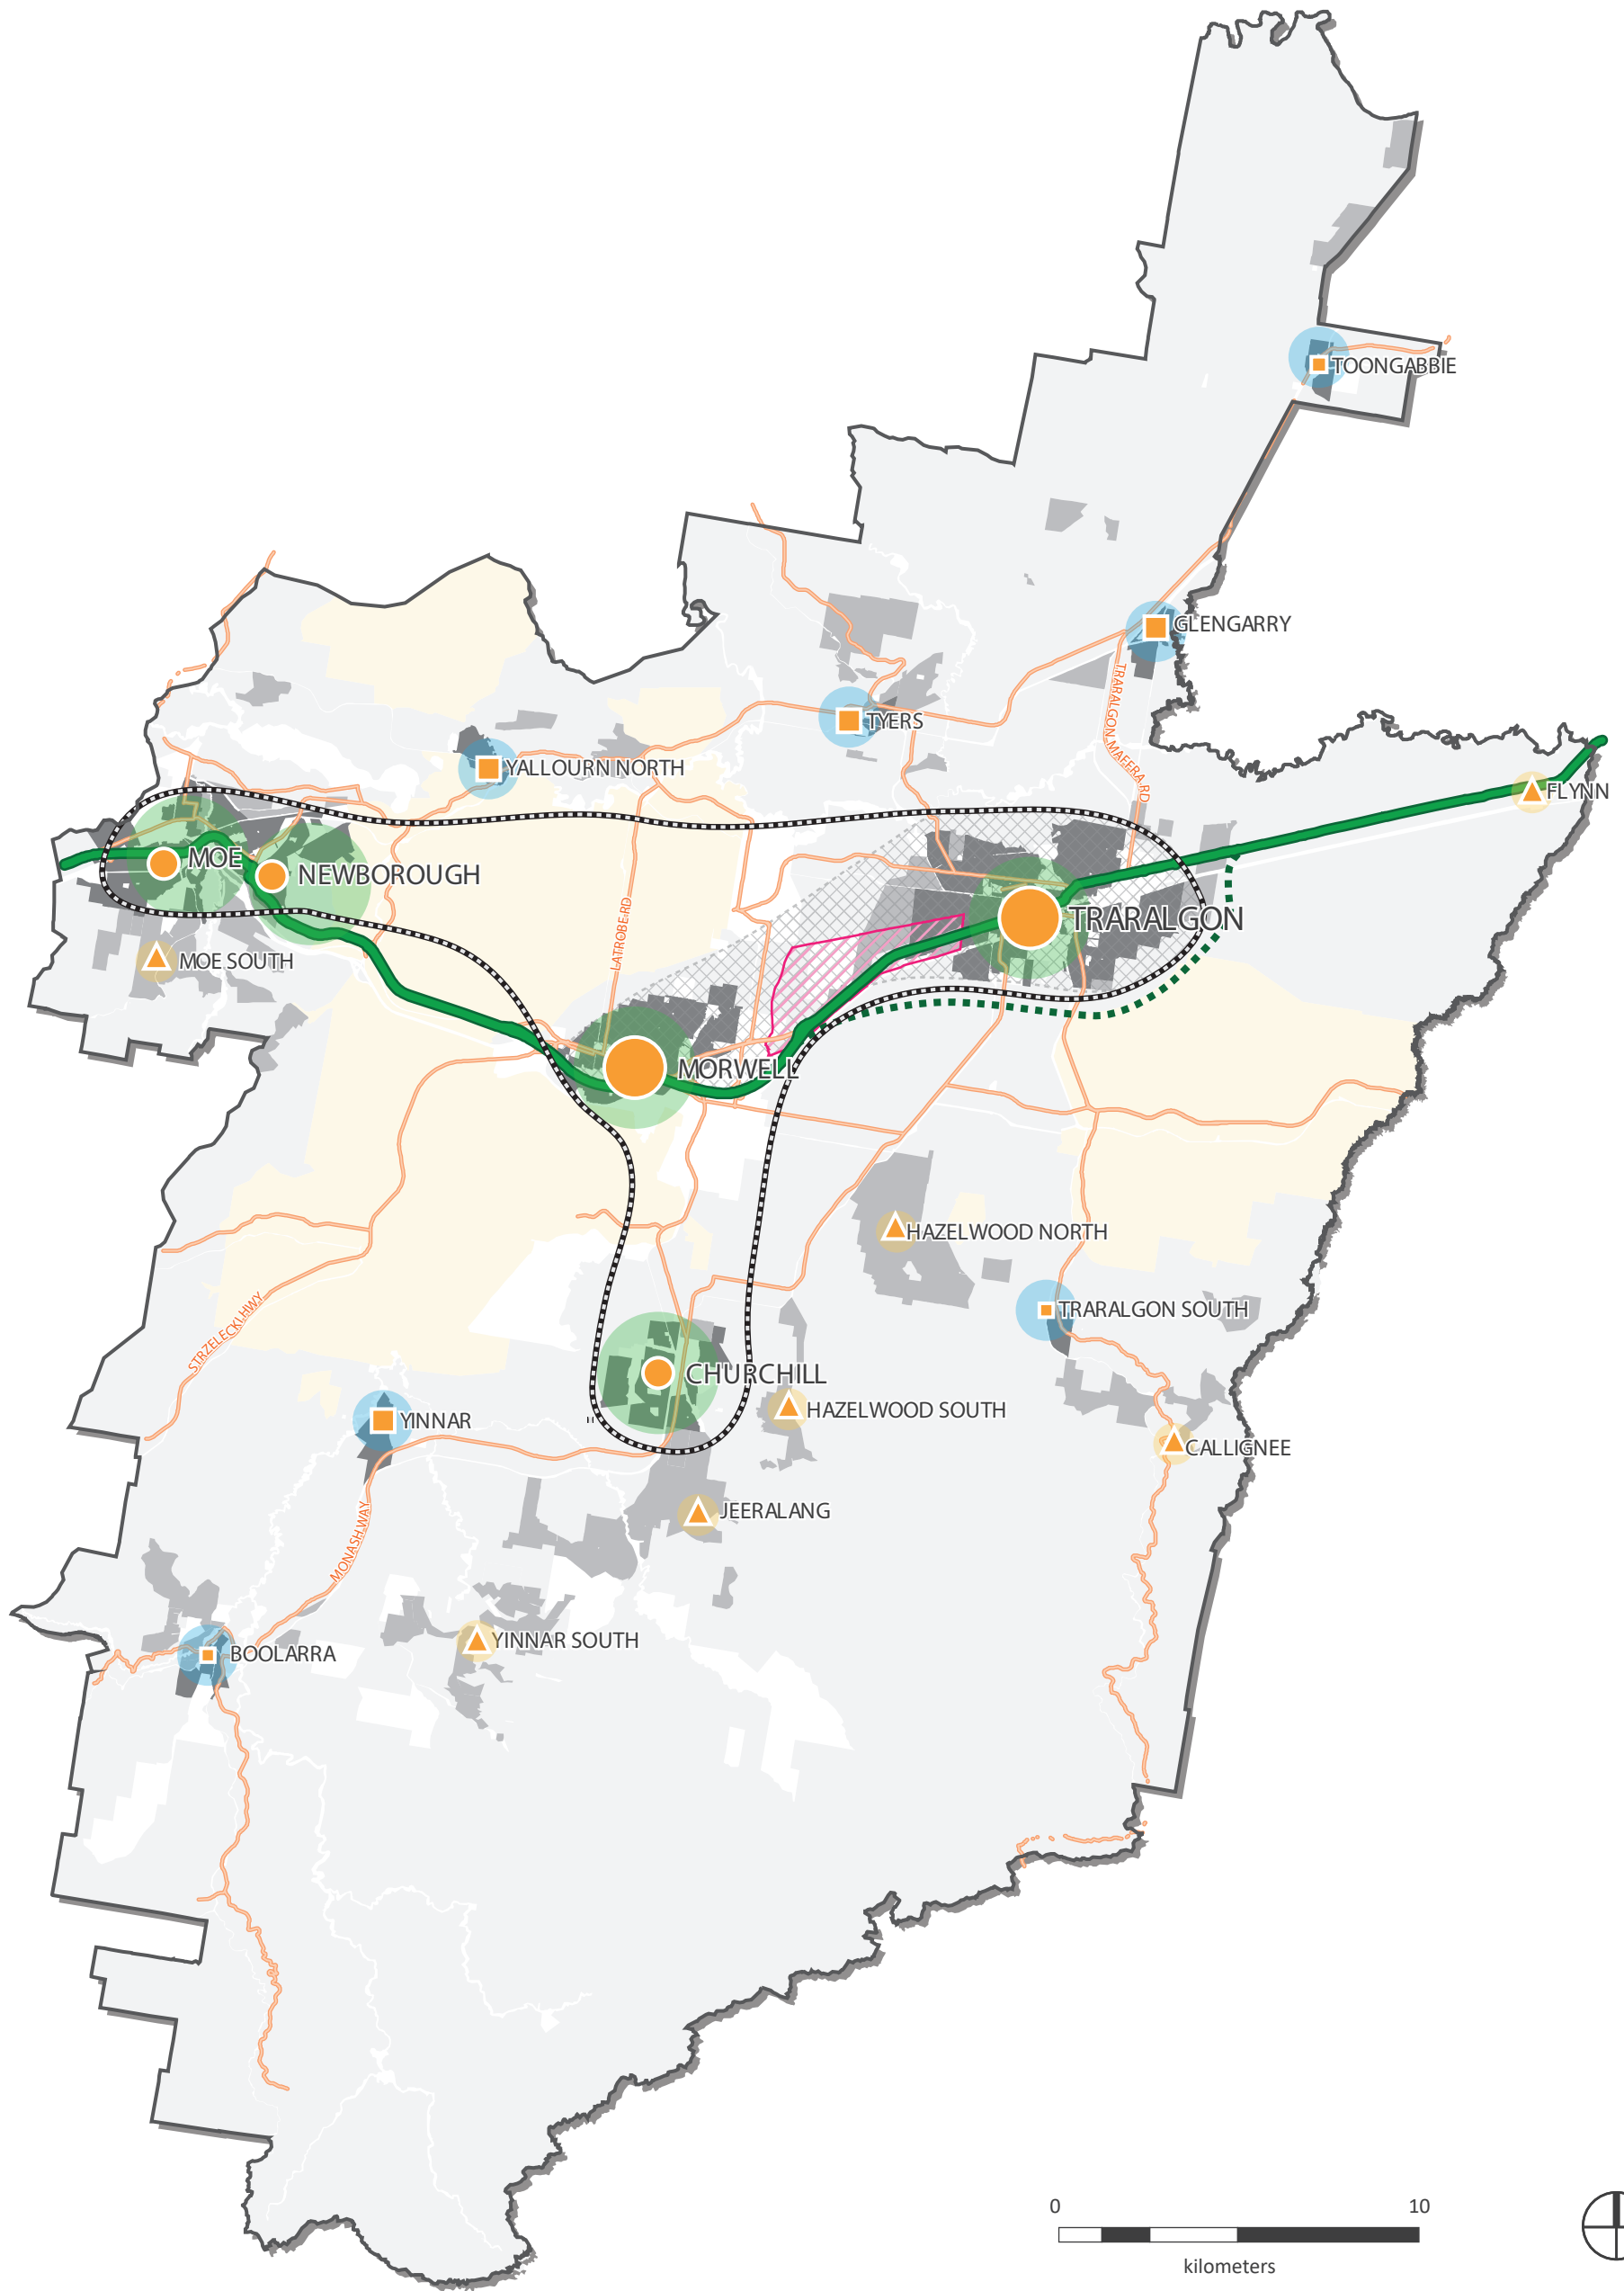 TOONGABBIE
GLENGARRY
TRARALGON MAFFRA RD
TYERS
YALLOURN NORTH
FLYNN
MOE
NEWBOROUGH
TRARALGON
LATROBE RD
MOE SOUTH
MORWELL
HAZELWOOD NORTH
TRARALGON SOUTH
STRZELECKI HWY
CHURCHILL
HAZELWOOD SOUTH
YINNAR
"
CALLIGNEE
JEERALANG
MONASH WAY
YINNAR SOUTH
BOOLARRA
0 10
kilometers